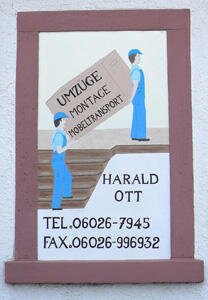 UMZÜGE
MONTAGE
MÖBELTRANSPORT
HARALD
OTT
TEL.06026-7945
FAX.06026-996932